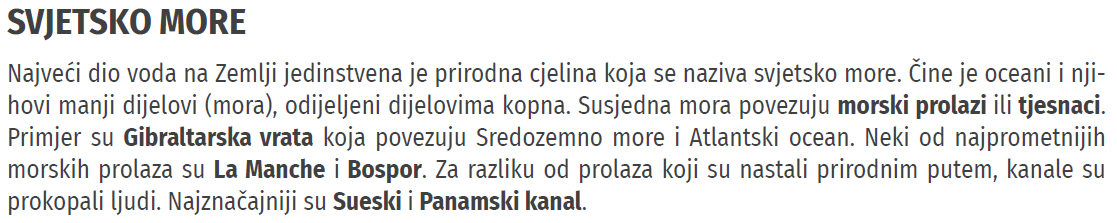 SVJETSKO MORE
Najveći dio voda na Zemlji jedinstvena je prirodna cjelina koja se naziva svjetsko more. Čine je oceani i nji-
hovi manji dijelovi (mora), odijeljeni dijelovima kopna. Susjedna mora povezuju morski prolazi ili tjesnaci.
Primjer su Gibraltarska vrata koja povezuju Sredozemno more i Atlantski ocean. Neki od najprometnijih
morskih prolaza su La Manche i Bospor. Za razliku od prolaza koji su nastali prirodnim putem, kanale su
prokopali ljudi. Najznačajniji su Sueski i Panamski kanal.